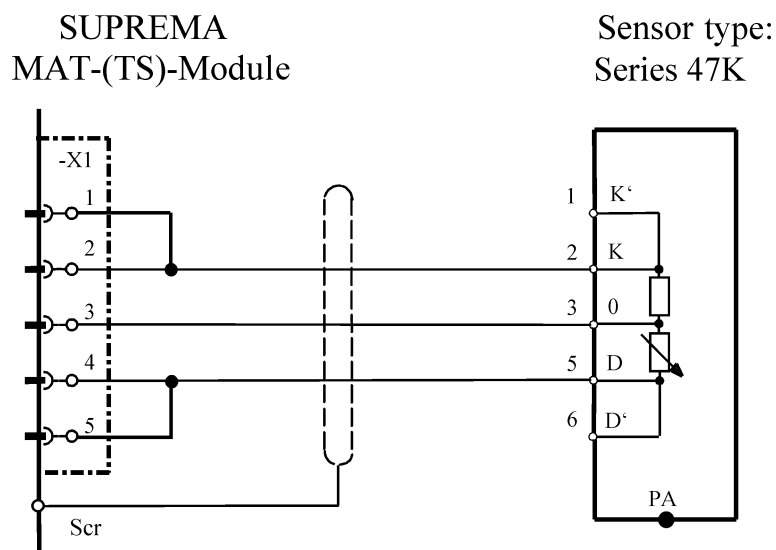 SUPREMA
MAT-(TS)-Module
Sensor type:
Series 47K
-X1
1
2
3
4
5
Scr
1 K‘
2 K
3 0
5 D
6 D‘
PA